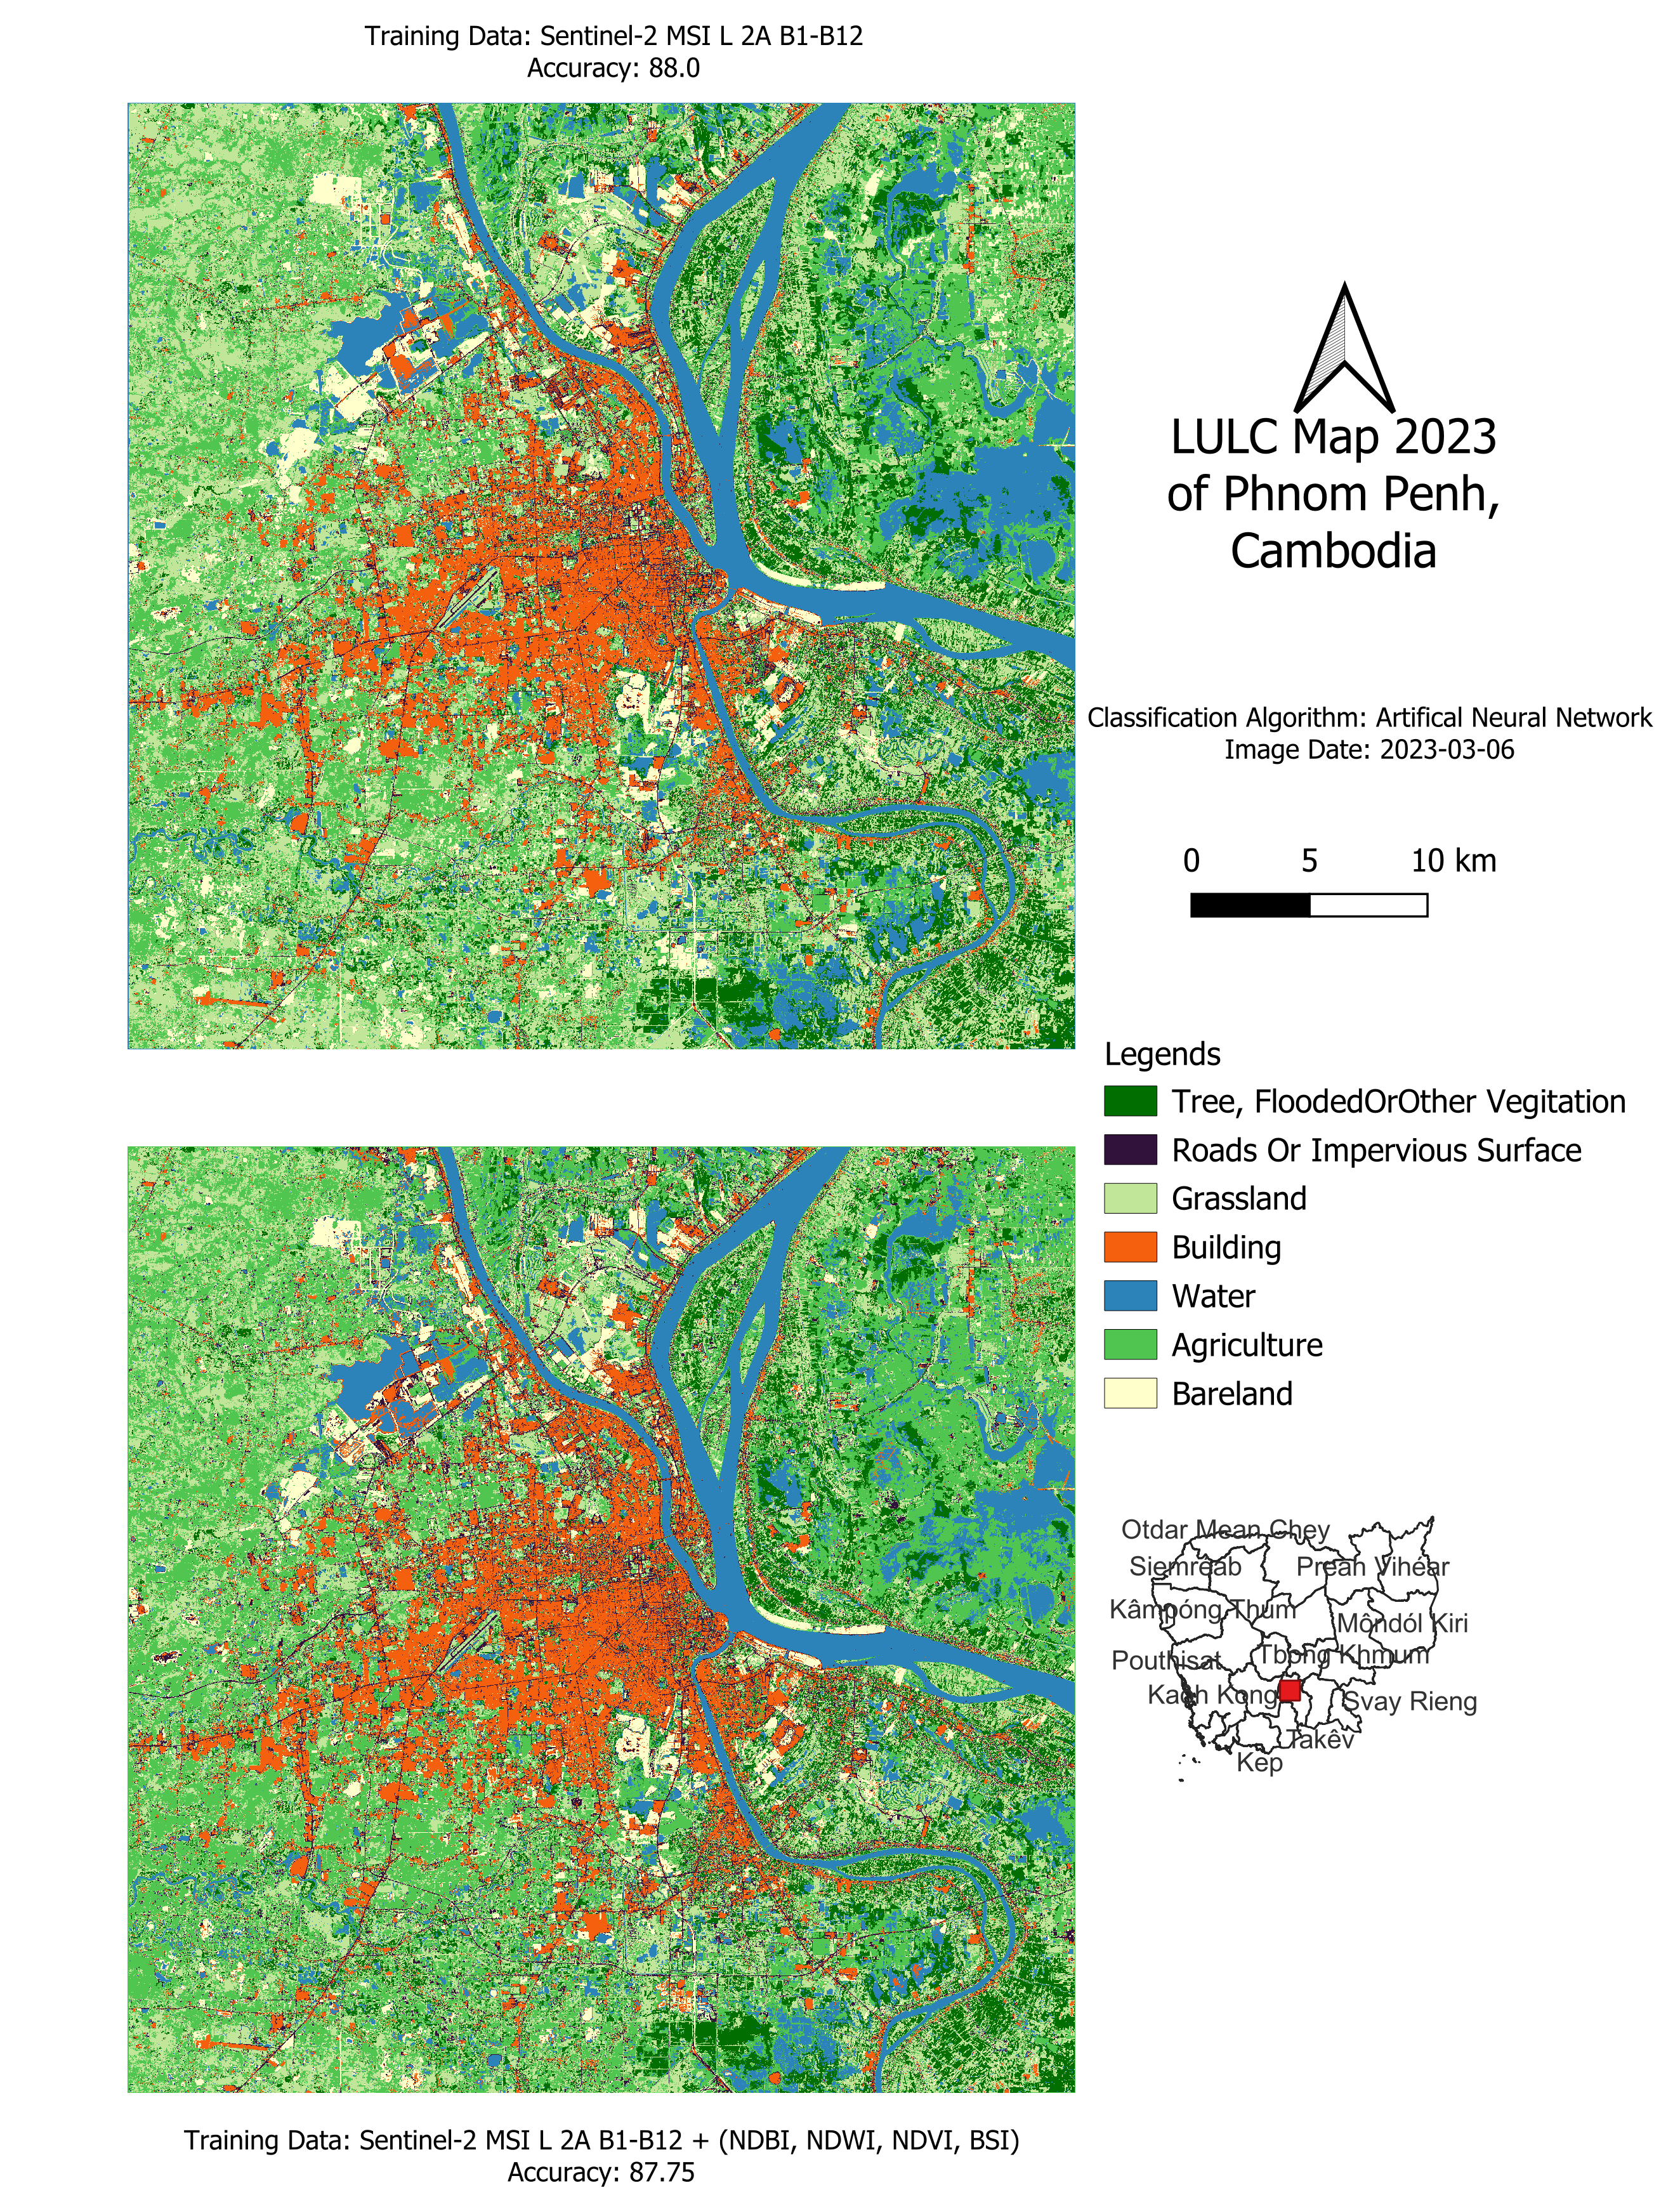 Training Data: Sentinel-2 MSI L 2A B1-B12
Accuracy: 88.0
LULC Map 2023
of Phnom Penh,
Cambodia
Classification Algorithm: Artifical Neural Network
Image Date: 2023-03-06
0 5 10 km
Legends
Tree, FloodedOrOther Vegitation
Roads Or Impervious Surface
Grassland
Building
Water
Agriculture
Bareland
Otdar Mean Chey
Siemréab Preah Vihéar
Kâmpóng Thum
Môndól Kiri
Tbong Khmum
Pouthisat
Kaoh Kong
Svay Rieng
Takêv
Kep
Training Data: Sentinel-2 MSI L 2A B1-B12 + (NDBI, NDWI, NDVI, BSI)
Accuracy: 87.75